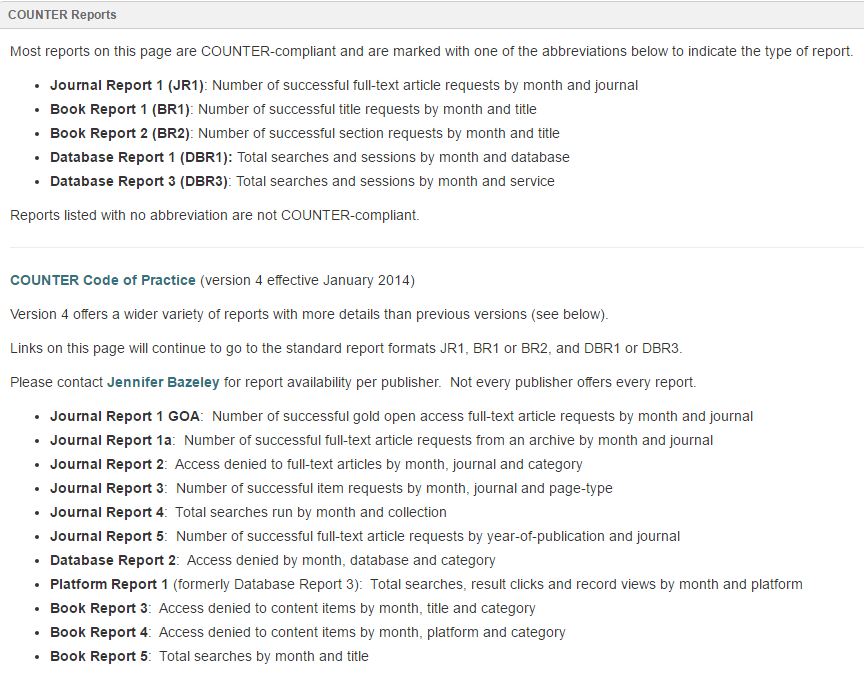 COUNTER Reports
Most reports on this page are COUNTER-compliant and are marked with one of the abbreviations below to indicate the type of report.
• Journal Report 1 (JR1): Number of successful full-text article requests by month and journal
• Book Report 1 (BR1): Number of successful title requests by month and title
• Book Report 2 (BR2): Number of successful section requests by month and title
• Database Report 1 (DBR1): Total searches and sessions by month and database
• Database Report 3 (DBR3): Total searches and sessions by month and service
Reports listed with no abbreviation are not COUNTER-compliant.
COUNTER Code of Practice (version 4 effective January 2014)
Version 4 offers a wider variety of reports with more details than previous versions (see below).
Links on this page will continue to go to the standard report formats JR1, BR1 or BR2, and DBR1 or DBR3.
Please contact Jennifer Bazeley for report availability per publisher.  Not every publisher offers every report.
• Journal Report 1 GOA:  Number of successful gold open access full-text article requests by month and journal
• Journal Report 1a:  Number of successful full-text article requests from an archive by month and journal
• Journal Report 2:  Access denied to full-text articles by month, journal and category
• Journal Report 3:  Number of successful item requests by month, journal and page-type
• Journal Report 4:  Total searches run by month and collection
• Journal Report 5:  Number of successful full-text article requests by year-of-publication and journal
• Database Report 2:  Access denied by month, database and category
• Platform Report 1 (formerly Database Report 3):  Total searches, result clicks and record views by month and platform
• Book Report 3:  Access denied to content items by month, title and category
• Book Report 4:  Access denied to content items by month, platform and category
• Book Report 5:  Total searches by month and title